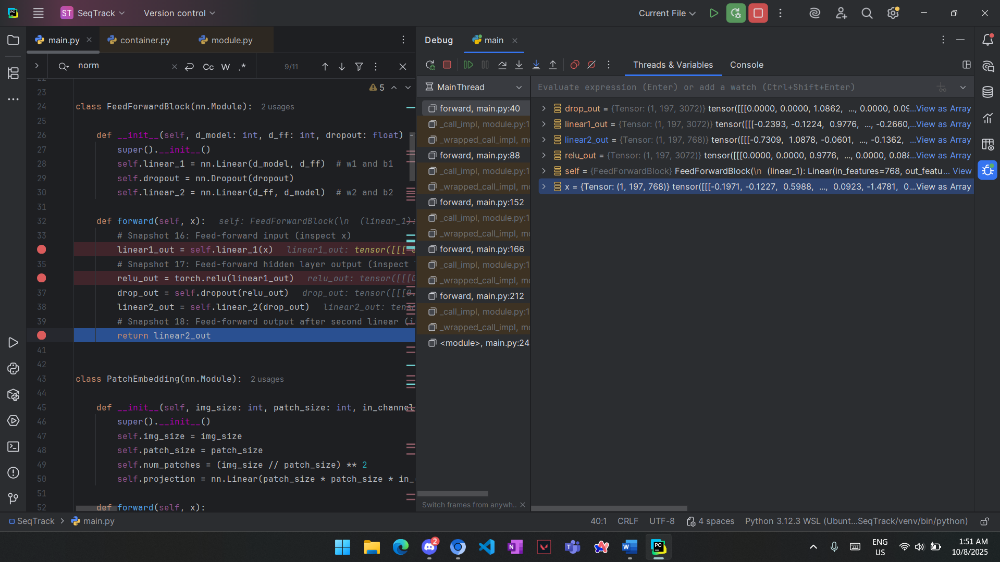 ST SeqTrack Version control Current File
main.py container.py module.py Debug main
norm Cc W .* 9/11 Threads & Variables Console
5 MainThread Evaluate expression (Enter) or add a watch (Ctrl+Shift+Enter)
23
24 class FeedForwardBlock(nn.Module): 2 usages
25
26 def __init__(self, d_model: int, d_ff: int, dropout: float)
27 super().__init__()
28 self.linear_1 = nn.Linear(d_model, d_ff) # w1 and b1
29 self.dropout = nn.Dropout(dropout)
30 self.linear_2 = nn.Linear(d_ff, d_model) # w2 and b2
31
32 def forward(self, x): self: FeedForwardBlock(\n (linear_1):
33 # Snapshot 16: Feed-forward input (inspect x)
linear1_out = self.linear_1(x) linear1_out: tensor([[[-
35 # Snapshot 17: Feed-forward hidden layer output (inspect
relu_out = torch.relu(linear1_out) relu_out: tensor([[[0
37 drop_out = self.dropout(relu_out) drop_out: tensor([[[0.
38 linear2_out = self.linear_2(drop_out) linear2_out: tens
39 # Snapshot 18: Feed-forward output after second linear (i
return linear2_out
41
42
43 class PatchEmbedding(nn.Module): 2 usages
44
45 def __init__(self, img_size: int, patch_size: int, in_channel
46 super().__init__()
47 self.img_size = img_size
48 self.patch_size = patch_size
49 self.num_patches = (img_size // patch_size) ** 2
50 self.projection = nn.Linear(patch_size * patch_size * in_
51
52 def forward(self, x):
forward, main.py:40
_call_impl, module.py:1
_wrapped_call_impl, mo
forward, main.py:88
_call_impl, module.py:1
_wrapped_call_impl, mo
forward, main.py:152
_call_impl, module.py:1
_wrapped_call_impl, mo
forward, main.py:166
_call_impl, module.py:1
_wrapped_call_impl, mo
forward, main.py:212
_call_impl, module.py:1
_wrapped_call_impl, mo
<module>, main.py:24
Switch frames from anywh..
drop_out = {Tensor: (1, 197, 3072)} tensor([[[0.0000, 0.0000, 1.0862, ..., 0.0000, 0.09...View as Array
linear1_out = {Tensor: (1, 197, 3072)} tensor([[[-0.2393, -0.1224, 0.9776, ..., -0.2660,...View as Array
linear2_out = {Tensor: (1, 197, 768)} tensor([[[-0.7309, 1.0878, -0.0601, ..., -0.1362, ...View as Array
relu_out = {Tensor: (1, 197, 3072)} tensor([[[0.0000, 0.0000, 0.9776, ..., 0.0000, 0.088...View as Array
self = {FeedForwardBlock} FeedForwardBlock(\n (linear_1): Linear(in_features=768, out_featu... View
x = {Tensor: (1, 197, 768)} tensor([[[-0.1971, -0.1227, 0.5988, ..., 0.0923, -1.4781, 0...View as Array
SeqTrack > main.py 40:1 CRLF UTF-8 4 spaces Python 3.12.3 WSL (Ubunt...SeqTrack/venv/bin/python)
2 ENG US 1:51 AM 10/8/2025